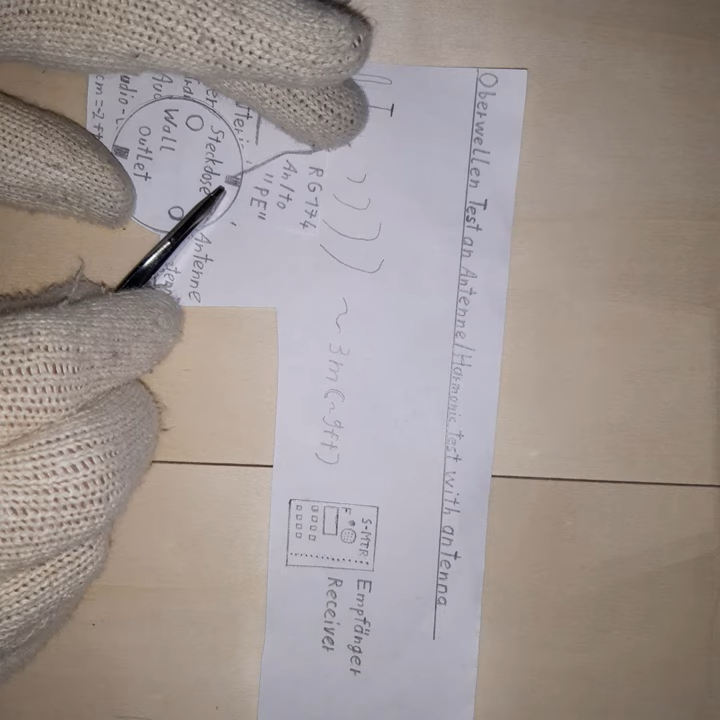 Oberwellen Test an Antenne/Harmonic test with antenna
RG174
An/to
"PE"
Steckdose
Wall
outlet
Antenne
~3m(~9ft)
S-MTR
Empfänger
Receiver